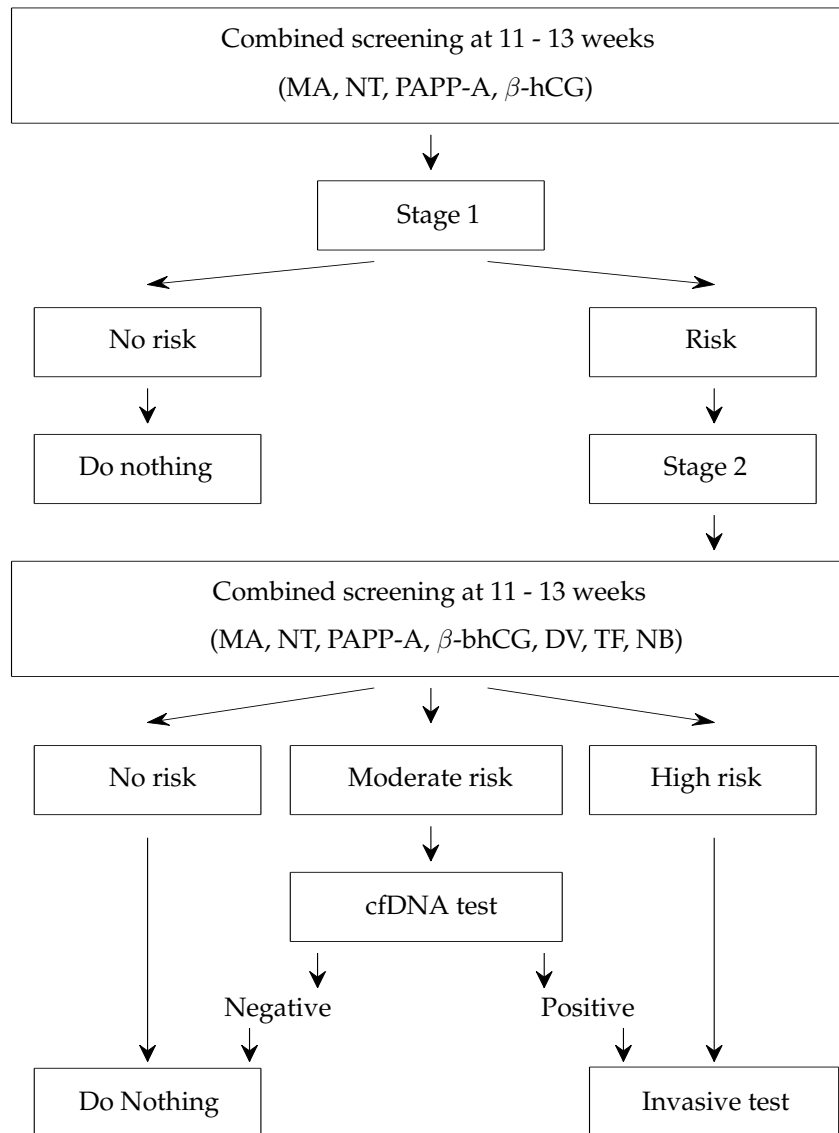 Combined screening at 11 - 13 weeks
(MA, NT, PAPP-A, β-hCG)
Stage 1
No risk
Risk
Do nothing
Stage 2
Combined screening at 11 - 13 weeks
(MA, NT, PAPP-A, β-bhCG, DV, TF, NB)
No risk
Moderate risk
High risk
cfDNA test
Negative
Positive
Do Nothing
Invasive test